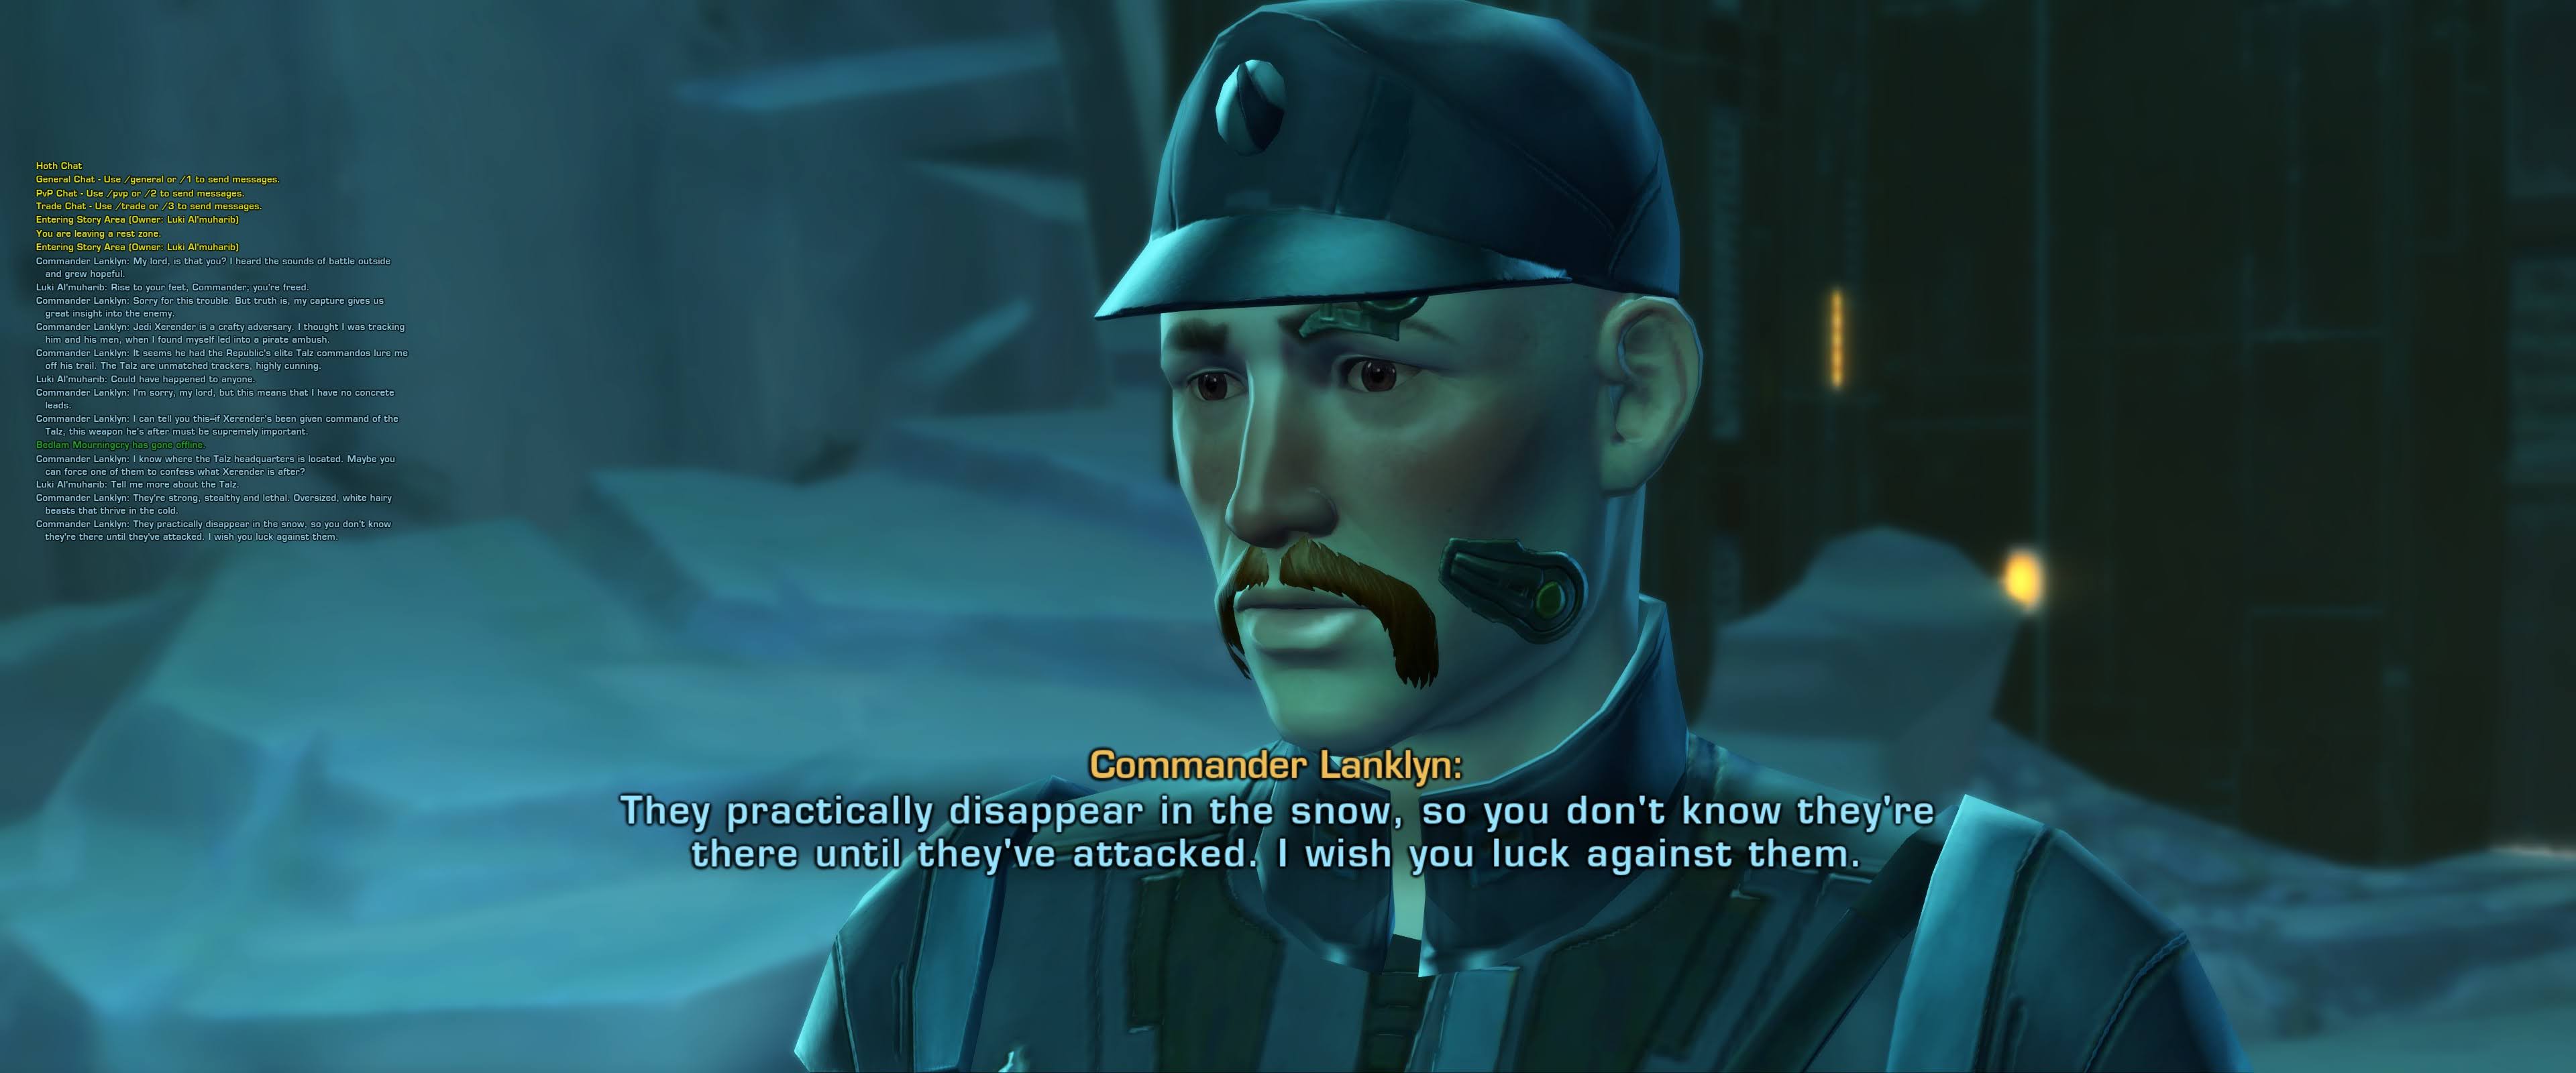 Hoth Chat
General Chat - Use /general or /1 to send messages.
PvP Chat - Use /pvp or /2 to send messages.
Trade Chat - Use /trade or /3 to send messages.
Entering Story Area (Owner: Luki Al'muharib)
You are leaving a rest zone.
Entering Story Area (Owner: Luki Al'muharib)
Commander Lanklyn: My lord, is that you? I heard the sounds of battle outside
and grew hopeful.
Luki Al'muharib: Rise to your feet, Commander; you're freed.
Commander Lanklyn: Sorry for this trouble. But truth is, my capture gives us
great insight into the enemy.
Commander Lanklyn: Jedi Xerender is a crafty adversary. I thought I was tracking
him and his men, when I found myself led into a pirate ambush.
Commander Lanklyn: It seems he had the Republic's elite Talz commandos lure me
off his trail. The Talz are unmatched trackers, highly cunning.
Luki Al'muharib: Could have happened to anyone.
Commander Lanklyn: I'm sorry, my lord, but this means that I have no concrete
leads.
Commander Lanklyn: I can tell you this—if Xerender's been given command of the
Talz, this weapon he's after must be supremely important.
Bedlam Mourningcry has gone offline.
Commander Lanklyn: I know where the Talz headquarters is located. Maybe you
can force one of them to confess what Xerender is after?
Luki Al'muharib: Tell me more about the Talz.
Commander Lanklyn: They're strong, stealthy and lethal. Oversized, white hairy
beasts that thrive in the cold.
Commander Lanklyn: They practically disappear in the snow, so you don't know
they're there until they've attacked. I wish you luck against them.
Commander Lanklyn:
They practically disappear in the snow, so you don't know they're
there until they've attacked. I wish you luck against them.